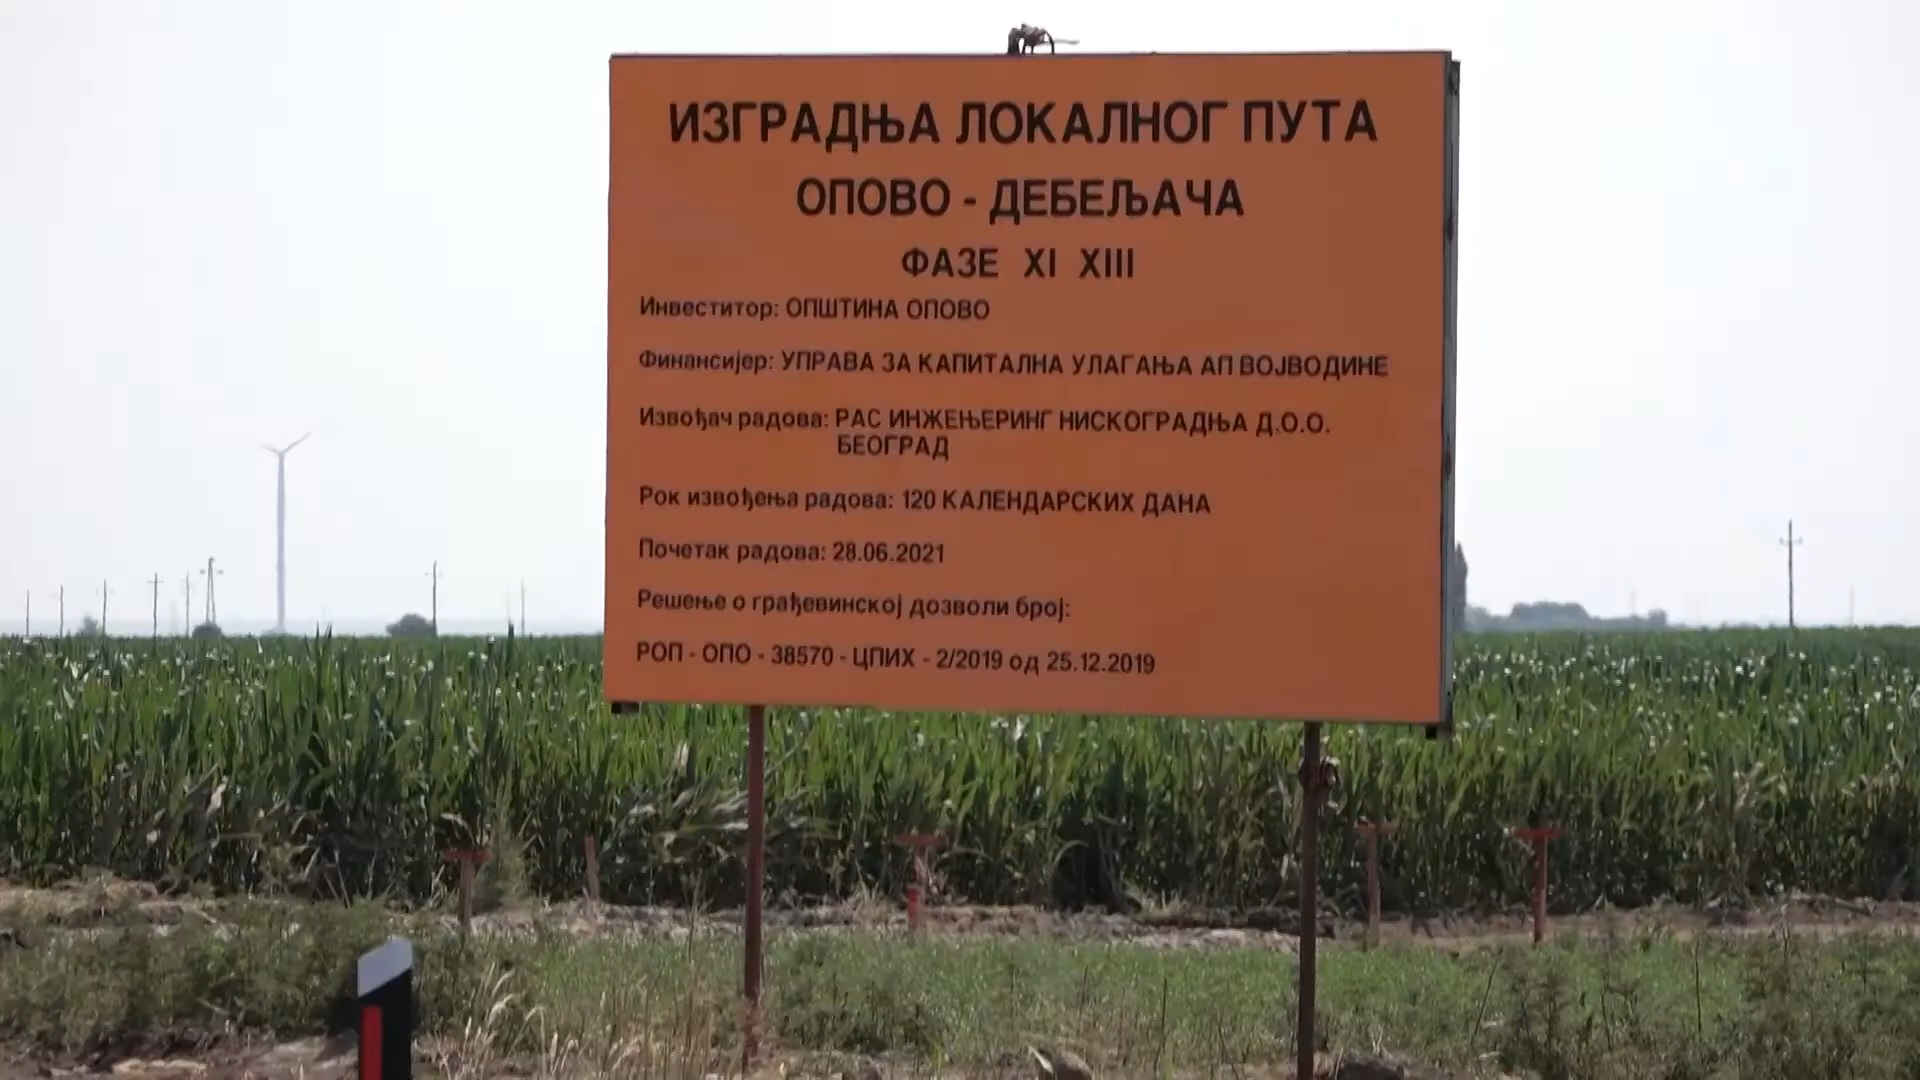 ИЗГРАДЊА ЛОКАЛНОГ ПУТА
ОПОВО - ДЕБЕЉАЧА
ФАЗЕ XI XIII
Инвеститор: ОПШТИНА ОПОВО
Финансијер: УПРАВА ЗА КАПИТАЛНА УЛАГАЊА АП ВОЈВОДИНЕ
Извођач радова: РАС ИНЖЕЊЕРИНГ НИСКОГРАДЊА Д.О.О.
БЕОГРАД
Рок извођења радова: 120 КАЛЕНДАРСКИХ ДАНА
Почетак радова: 28.06.2021
Решење о грађевинској дозволи број:
РОП - ОПО - 38570 - ЦПИХ - 2/2019 од 25.12.2019